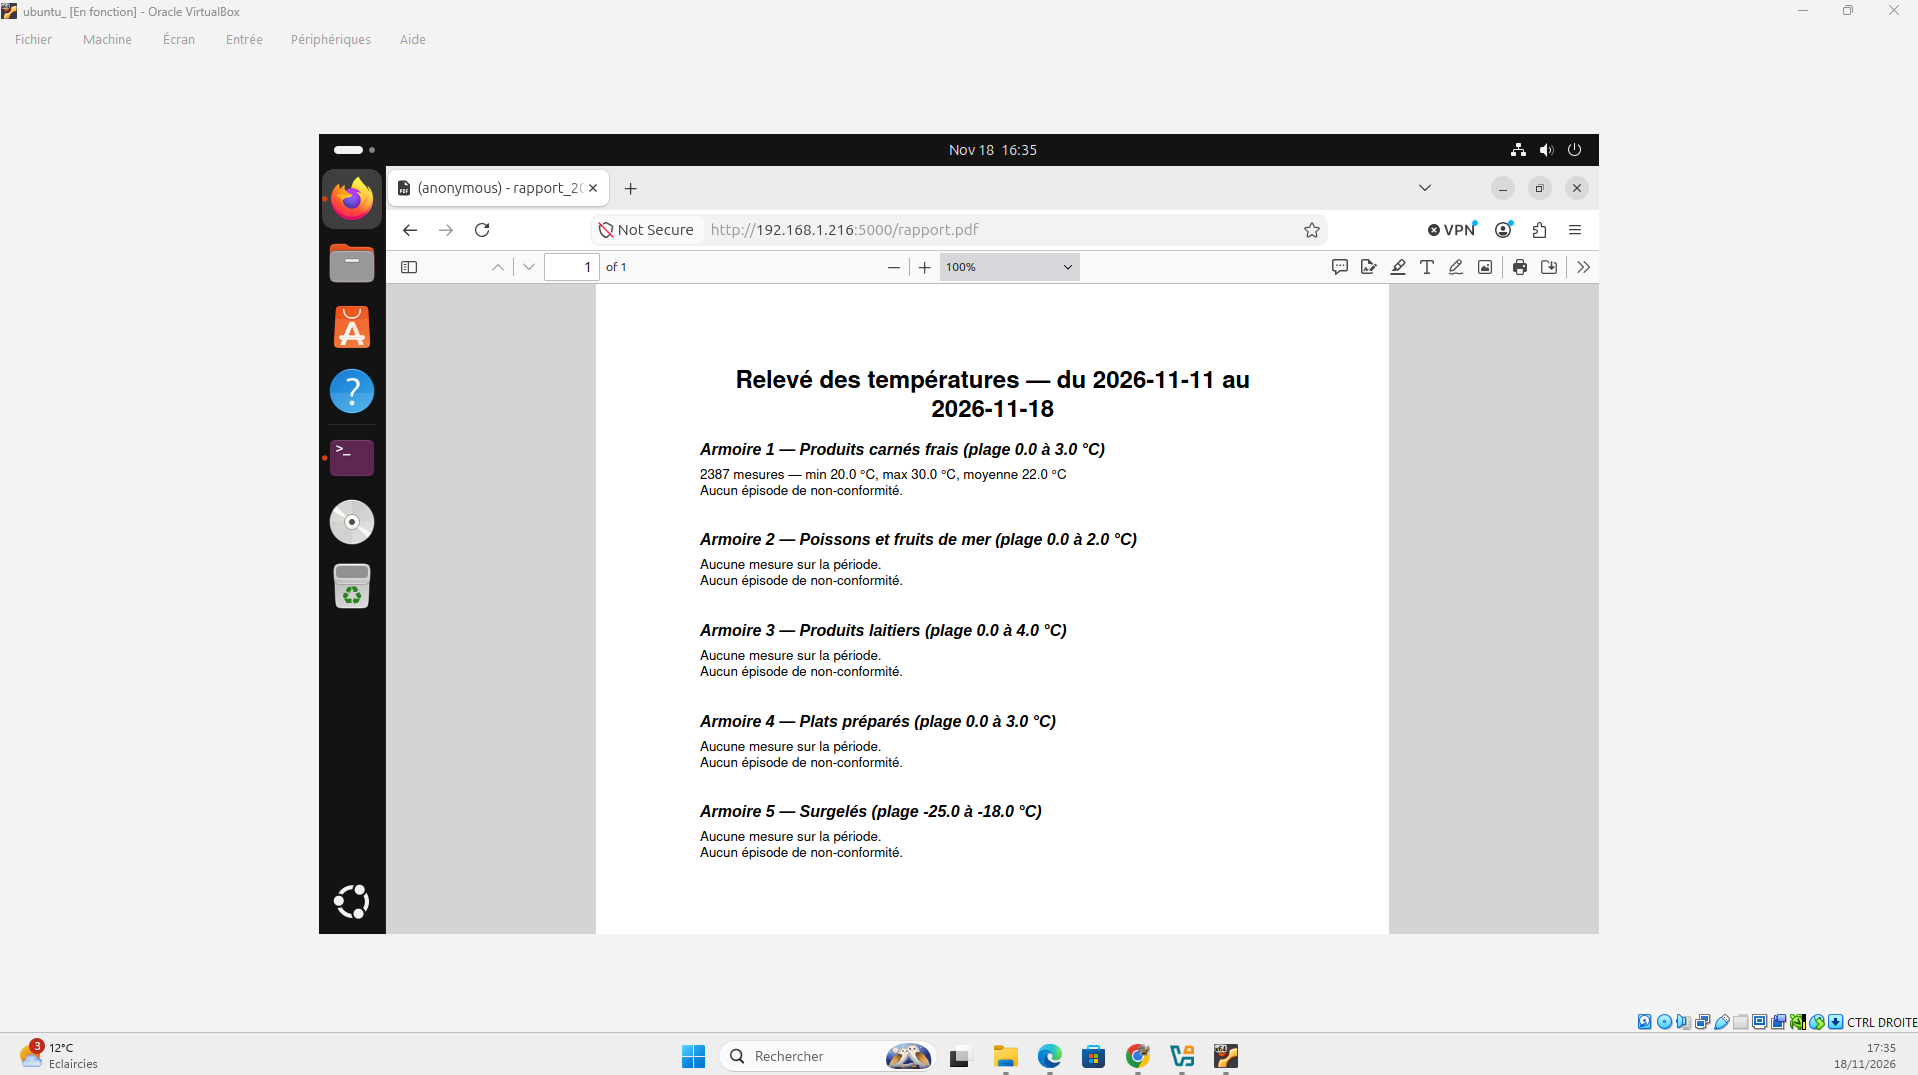 ubuntu_ [En fonction] - Oracle VirtualBox
Fichier Machine Écran Entrée Périphériques Aide
Nov 18 16:35
(anonymous) - rapport_20
Not Secure http://192.168.1.216:5000/rapport.pdf VPN
1 of 1 100%
Relevé des températures — du 2026-11-11 au
2026-11-18
Armoire 1 — Produits carnés frais (plage 0.0 à 3.0 °C)
2387 mesures — min 20.0 °C, max 30.0 °C, moyenne 22.0 °C
Aucun épisode de non-conformité.
Armoire 2 — Poissons et fruits de mer (plage 0.0 à 2.0 °C)
Aucune mesure sur la période.
Aucun épisode de non-conformité.
Armoire 3 — Produits laitiers (plage 0.0 à 4.0 °C)
Aucune mesure sur la période.
Aucun épisode de non-conformité.
Armoire 4 — Plats préparés (plage 0.0 à 3.0 °C)
Aucune mesure sur la période.
Aucun épisode de non-conformité.
Armoire 5 — Surgelés (plage -25.0 à -18.0 °C)
Aucune mesure sur la période.
Aucun épisode de non-conformité.
CTRL DROITE
3
12°C
Eclaircies
Rechercher
17:35
18/11/2026